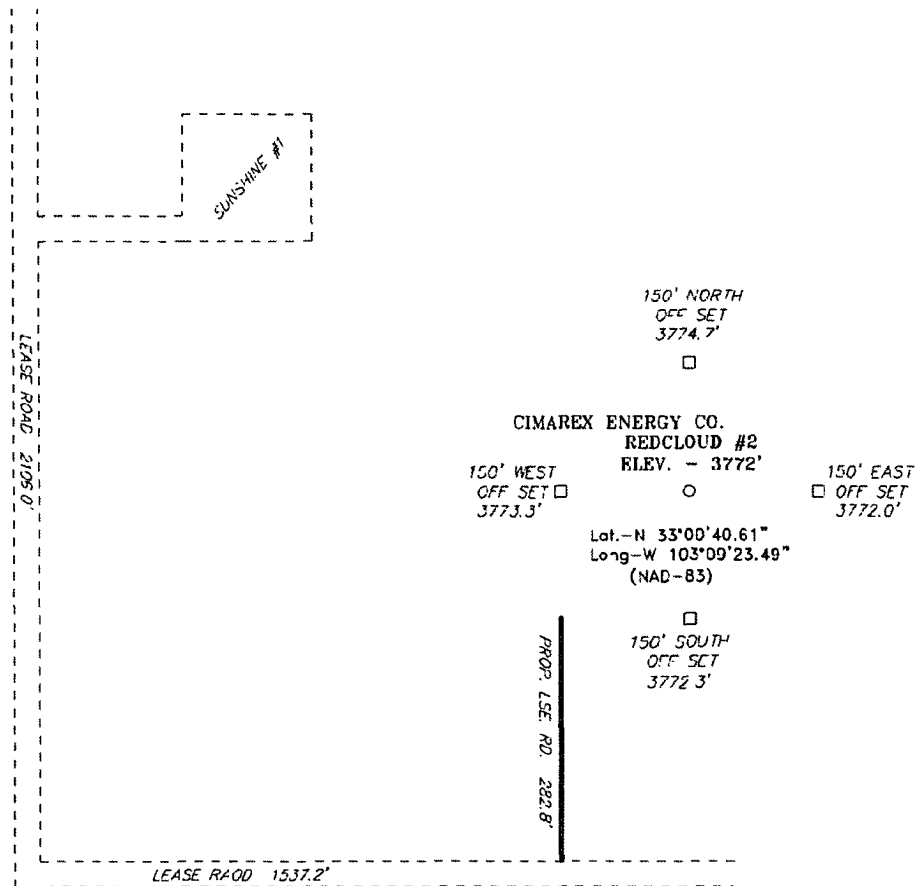 SUNSHINE #1
150' NORTH
OFF SET
3774.7'
CIMAREX ENERGY CO.
REDCLOUD #2
ELEV. - 3772'
150' WEST
OFF SET
3773.3'
150' EAST
OFF SET
3772.0'
Lat.-N 33°00'40.61"
Long-W 103°09'23.49"
(NAD-83)
150' SOUTH
OFF SET
3772.3'
LEASE ROAD 2106.0'
PROP. LSE. RD. 282.8'
LEASE RAOD 1537.2'